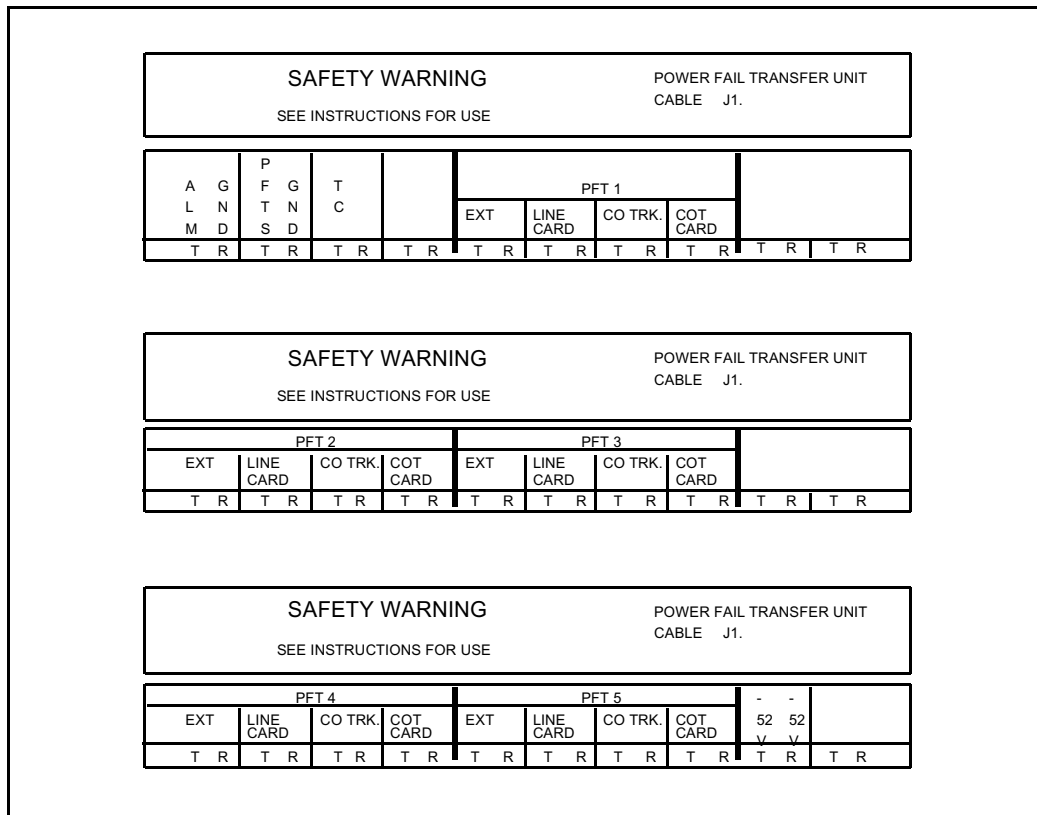 SAFETY WARNING POWER FAIL TRANSFER UNIT
CABLE J1.
SEE INSTRUCTIONS FOR USE
P
A G F G T PFT 1
L N T N C EXT LINE CO TRK. COT
M D S D CARD CARD
T R T R T R T R T R T R T R T R T R T R
SAFETY WARNING POWER FAIL TRANSFER UNIT
CABLE J1.
SEE INSTRUCTIONS FOR USE
PFT 2 PFT 3
EXT LINE CO TRK. COT EXT LINE CO TRK. COT
CARD CARD CARD CARD
T R T R T R T R T R T R T R T R T R T R
SAFETY WARNING POWER FAIL TRANSFER UNIT
CABLE J1.
SEE INSTRUCTIONS FOR USE
PFT 4 PFT 5 - -
EXT LINE CO TRK. COT EXT LINE CO TRK. COT 52 52
CARD CARD CARD CARD V V
T R T R T R T R T R T R T R T R T R T R